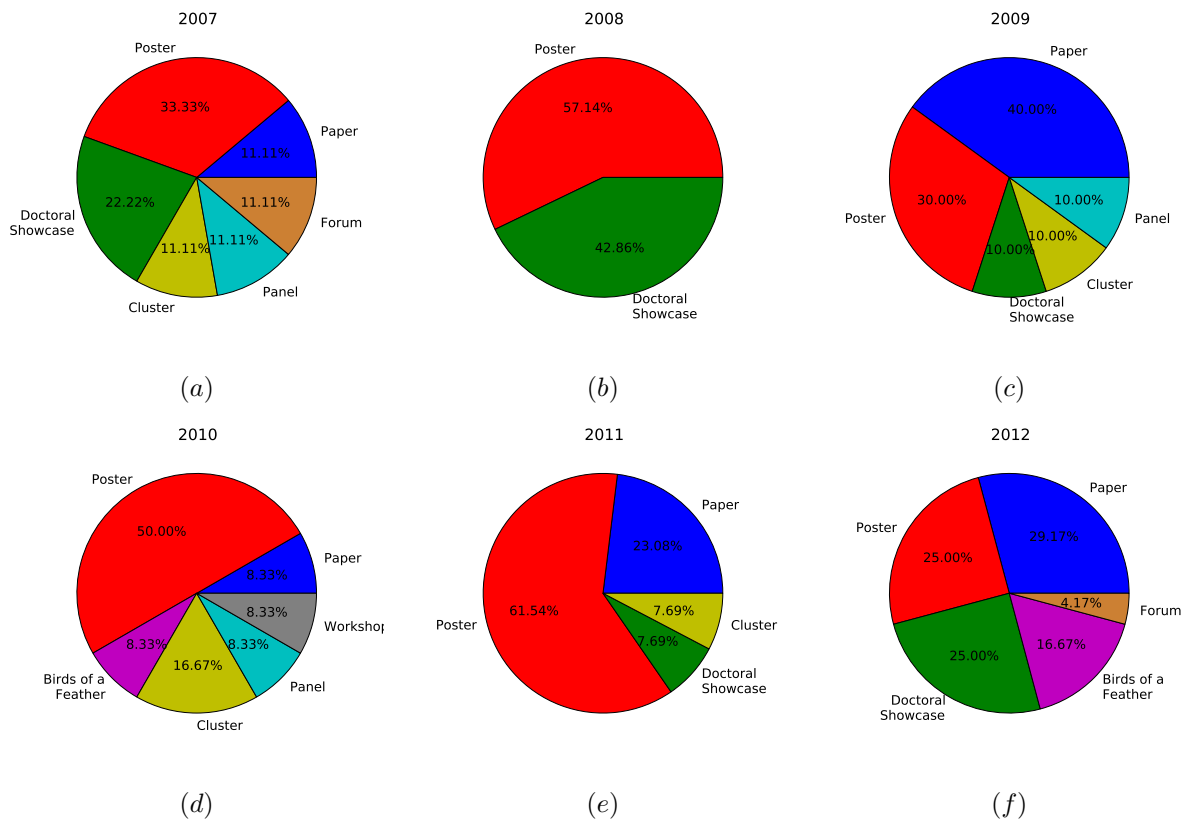 2007
Poster
33.33%
Paper
11.11%
Doctoral
Showcase
22.22%
11.11%
Forum
11.11%
11.11%
Cluster
Panel
(a)
2008
Poster
57.14%
42.86%
Doctoral
Showcase
(b)
2009
Paper
40.00%
Poster
30.00%
10.00%
Panel
10.00%
10.00%
Cluster
Doctoral
Showcase
(c)
2010
Poster
50.00%
Paper
8.33%
8.33%
Workshop
8.33%
8.33%
16.67%
Birds of a
Feather
Panel
Cluster
(d)
2011
Paper
23.08%
Poster
61.54%
7.69%
Cluster
7.69%
Doctoral
Showcase
(e)
2012
Paper
Poster
29.17%
25.00%
4.17%
Forum
25.00%
16.67%
Birds of a
Feather
Doctoral
Showcase
(f)